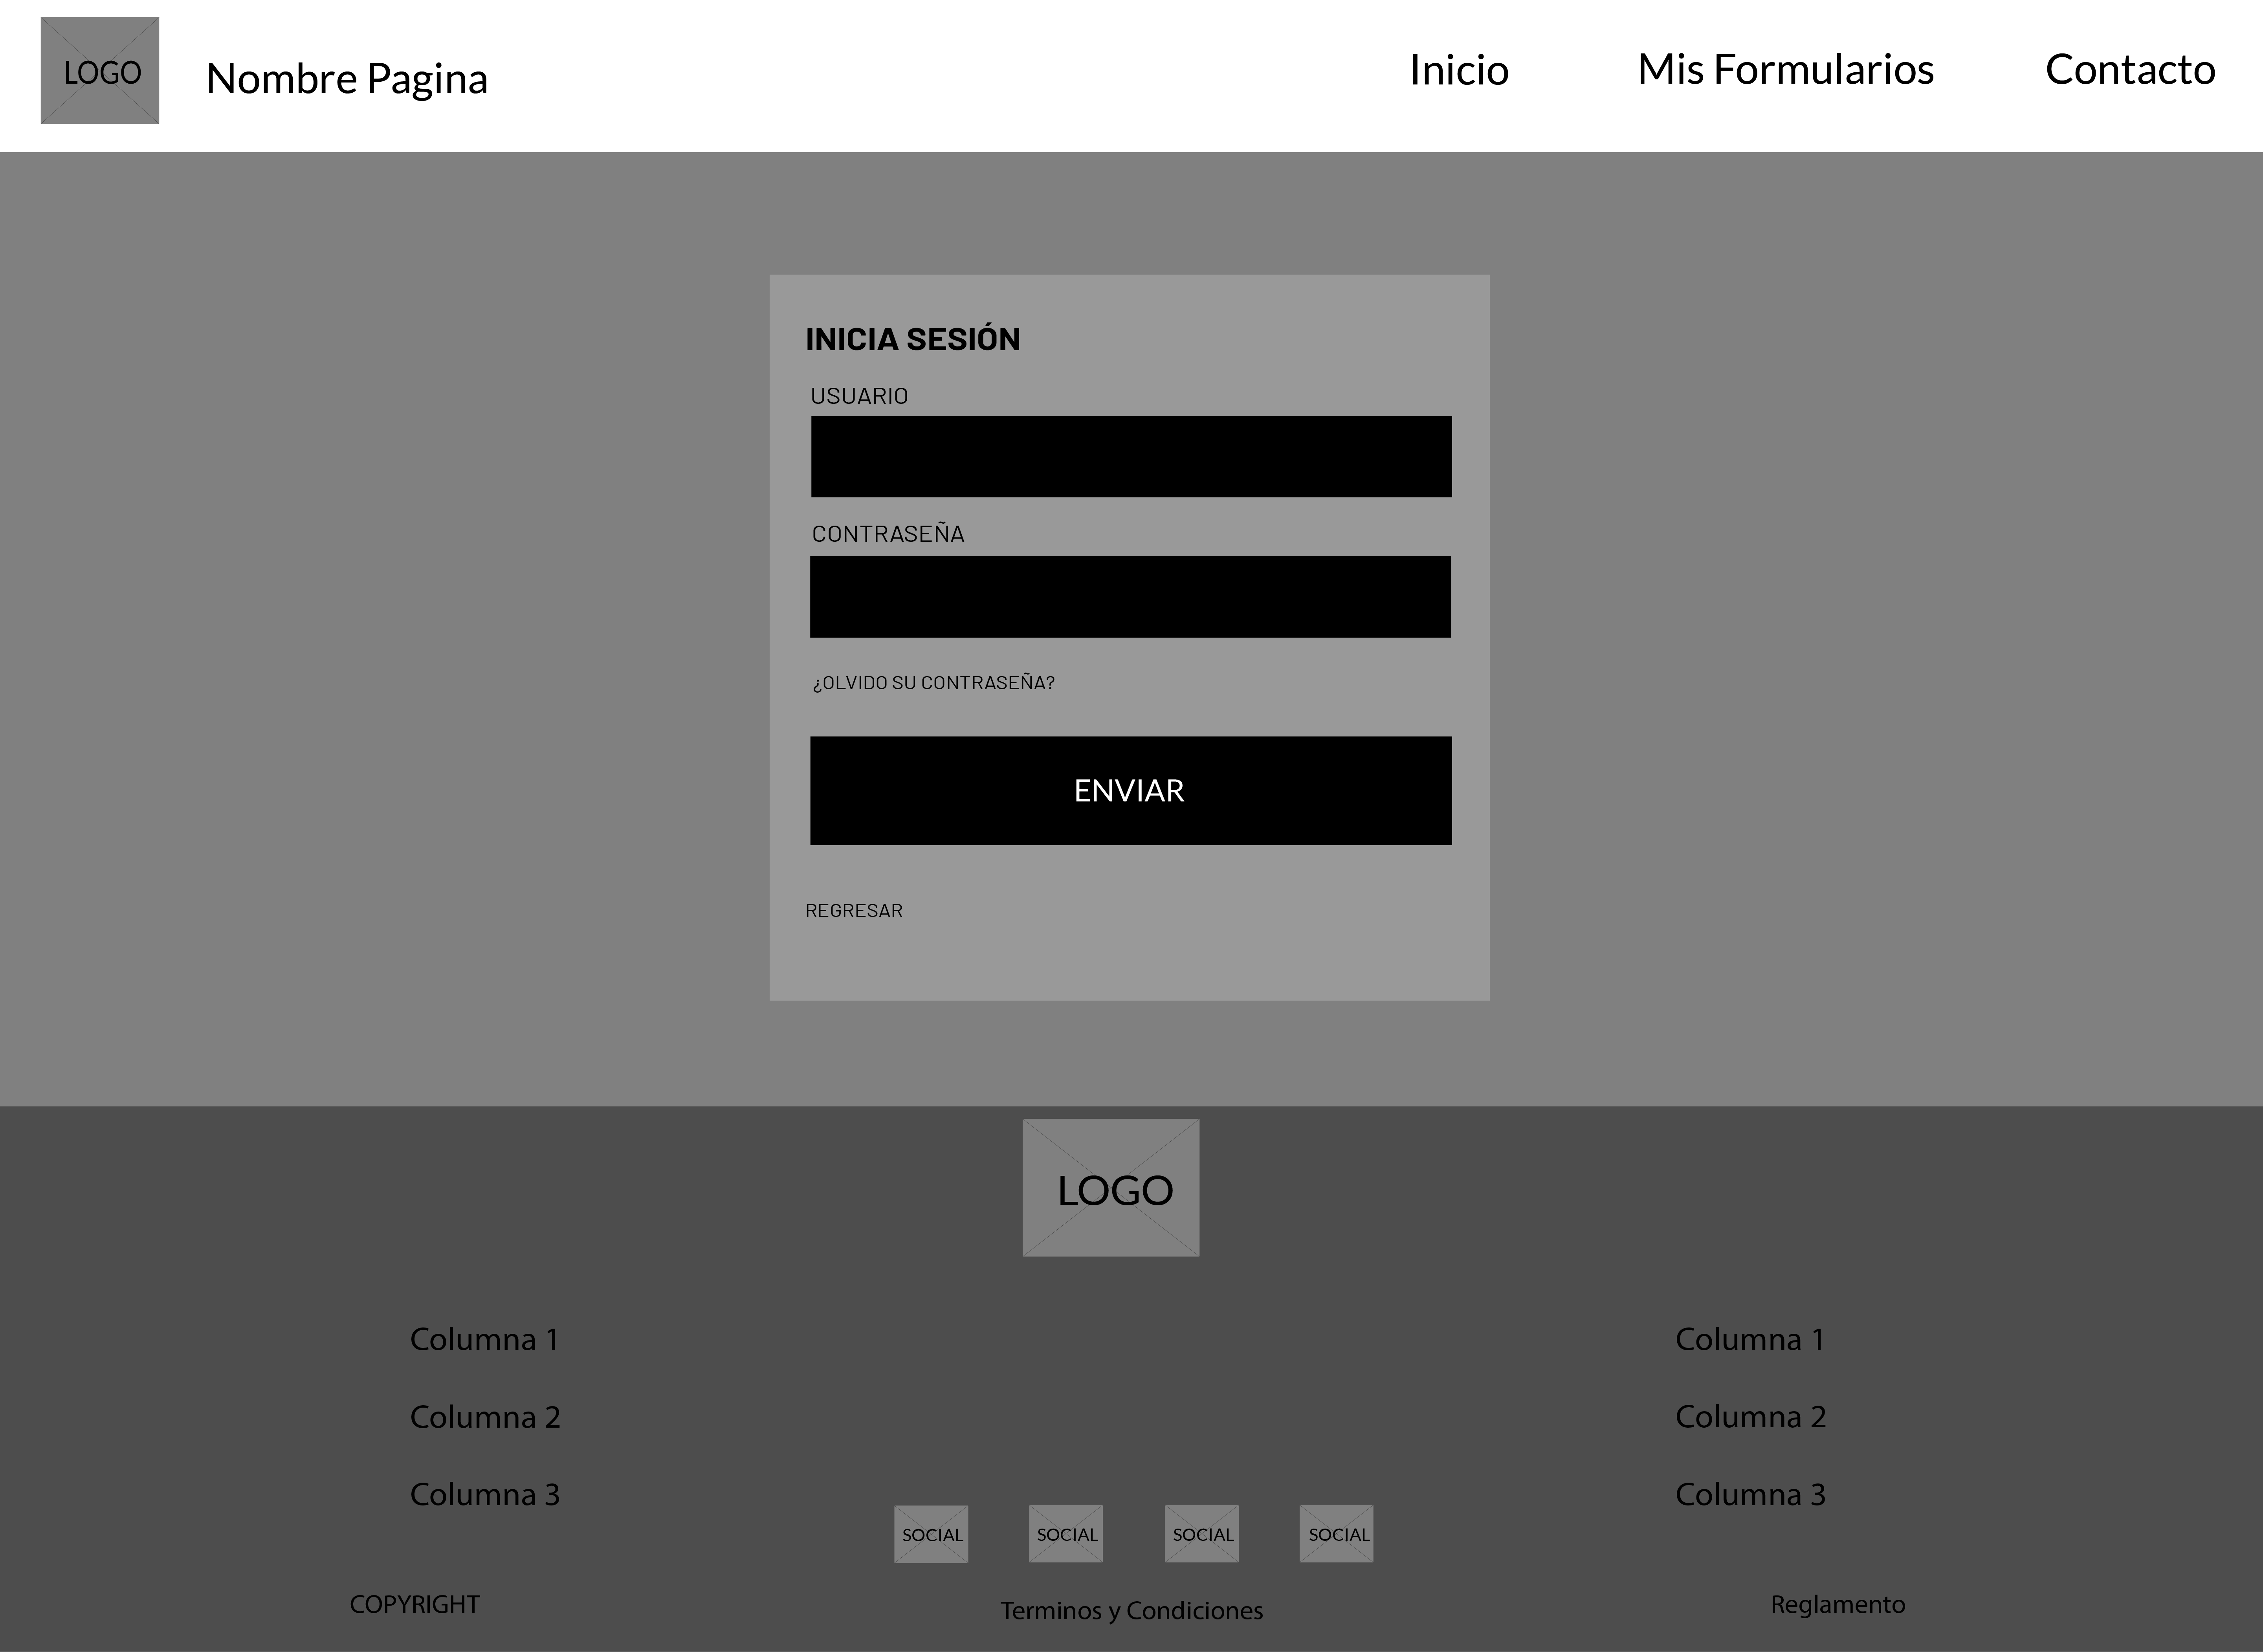 LOGO
Nombre Pagina
Inicio
Mis Formularios
Contacto
INICIA SESIÓN
USUARIO
CONTRASEÑA
¿OLVIDO SU CONTRASEÑA?
ENVIAR
REGRESAR
LOGO
Columna 1
Columna 2
Columna 3
Columna 1
Columna 2
Columna 3
SOCIAL
SOCIAL
SOCIAL
SOCIAL
COPYRIGHT
Terminos y Condiciones
Reglamento